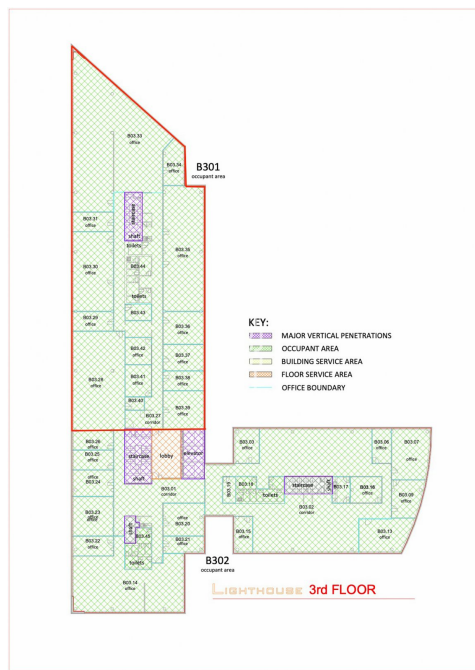 B03.33
office
B03.34
office
B301
occupant area
staircase
B03.31
office
shaft
toilets
B03.35
office
B03.30
office
B03.44
toilets
B03.29
office
B03.43
B03.36
office
B03.42
office
B03.37
office
B03.28
office
B03.41
office
B03.38
office
B03.40
B03.39
office
B03.27
corridor
KEY:
MAJOR VERTICAL PENETRATIONS
OCCUPANT AREA
BUILDING SERVICE AREA
FLOOR SERVICE AREA
OFFICE BOUNDARY
B03.26
office
B03.25
office
office
B03.24
staircase
lobby
elevator
shaft
B03.01
corridor
B03.23
office
office
B03.20
shaft
B03.45
B03.22
office
B03.21
office
toilets
B03.14
office
B03.03
office
B03.06
office
B03.07
office
B03.19
B03.18
toilets
staircase
shaft
B03.17
B03.16
office
B03.09
office
B03.02
corridor
B03.15
office
B03.13
office
B302
occupant area
LIGHTHOUSE 3rd FLOOR